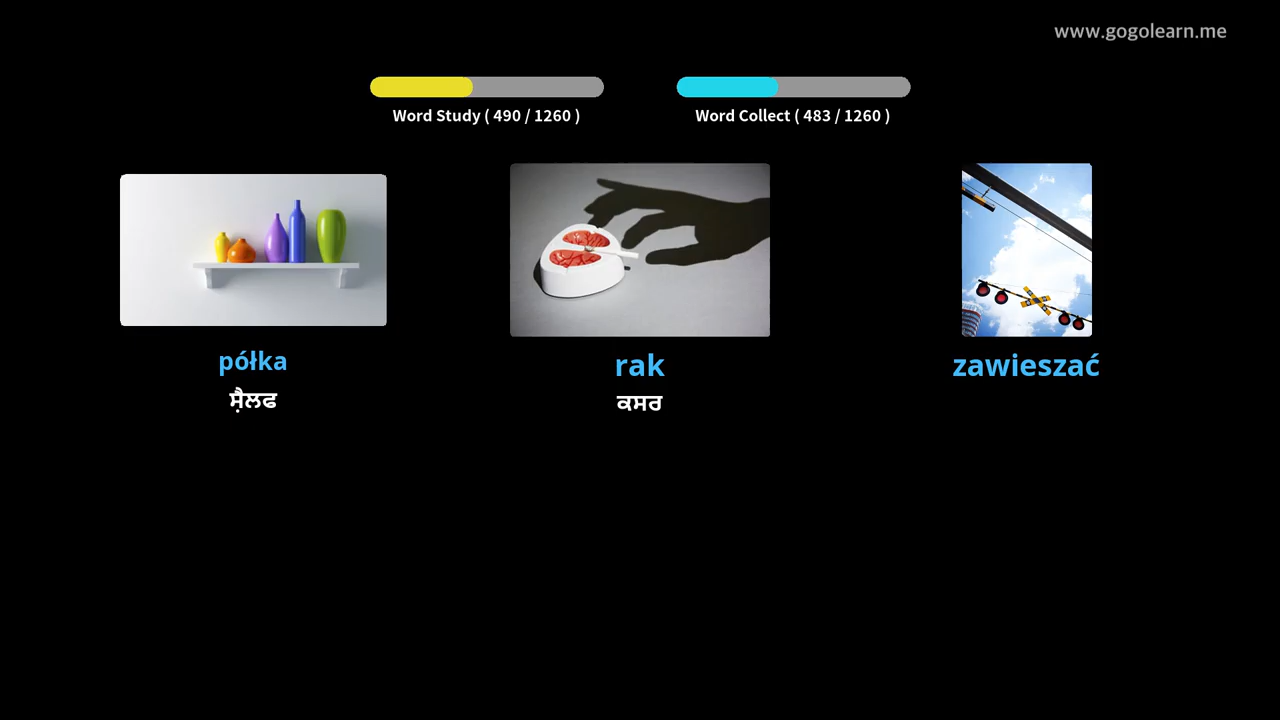 www.gogolearn.me
Word Study ( 490 / 1260 )
Word Collect ( 483 / 1260 )
półka
ਸ਼ੈਲਫ
rak
ਕਸਰ
zawieszać